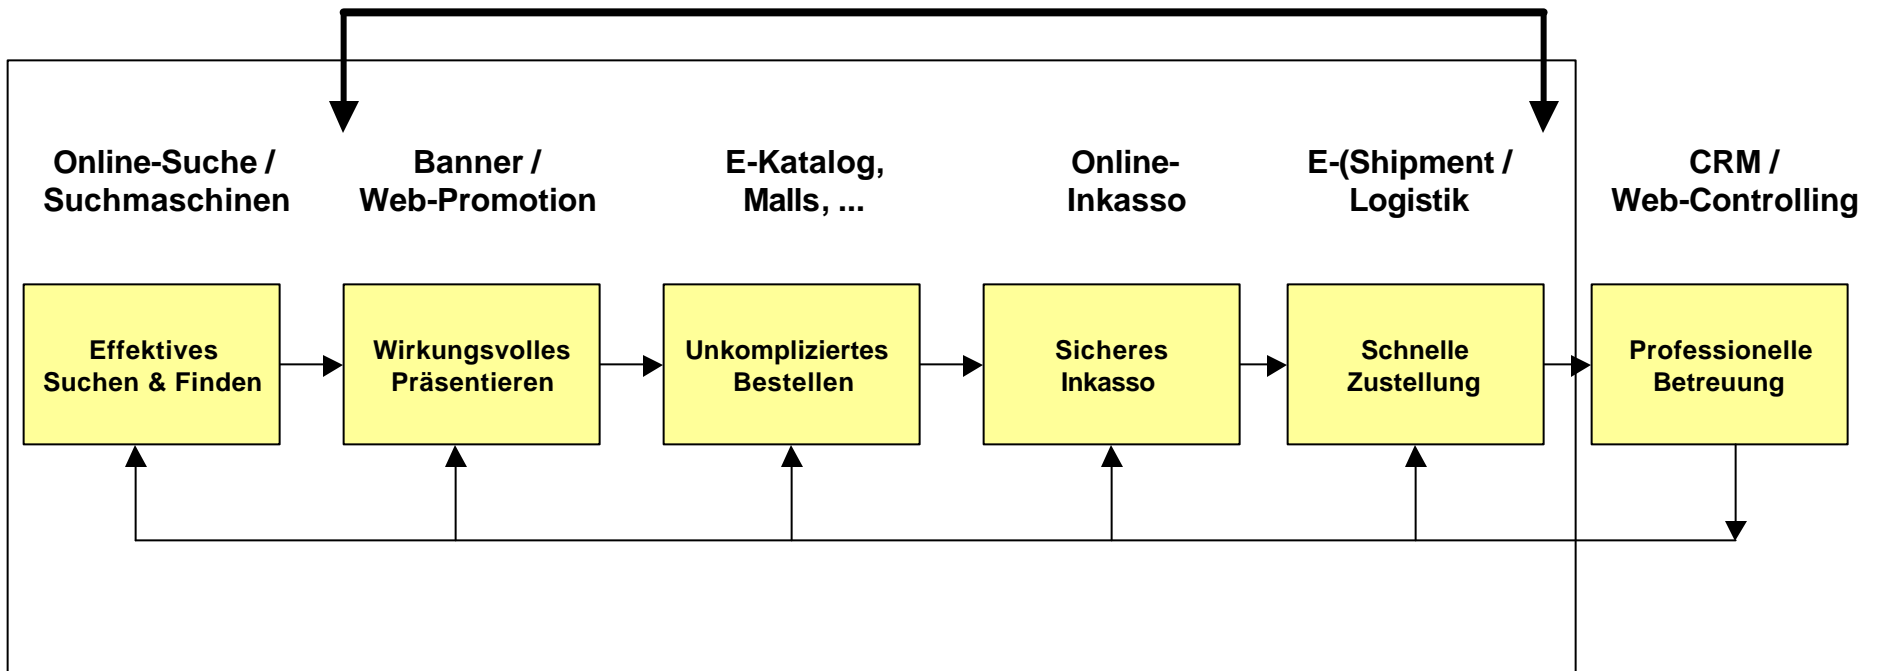 Online-Suche /
Suchmaschinen
Banner /
Web-Promotion
E-Katalog,
Malls, ...
Online-
Inkasso
E-(Shipment /
Logistik
CRM /
Web-Controlling
Effektives
Suchen & Finden
Wirkungsvolles
Präsentieren
Unkompliziertes
Bestellen
Sicheres
Inkasso
Schnelle
Zustellung
Professionelle
Betreuung